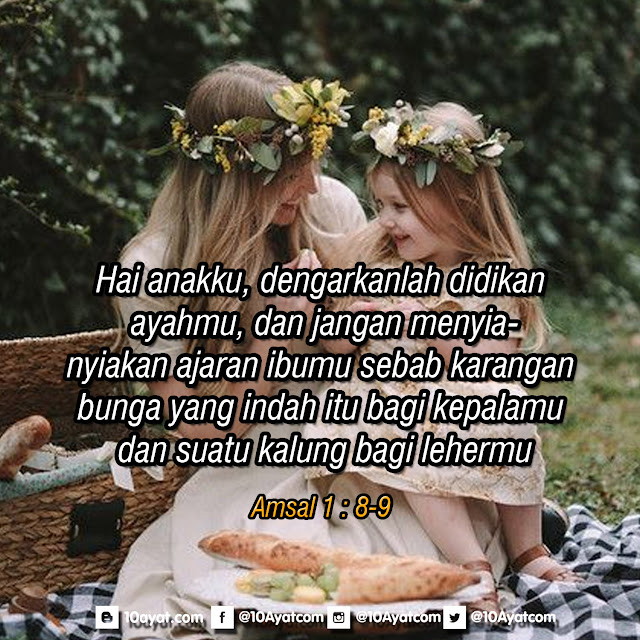 Hai anakku, dengarkanlah didikan
ayahmu, dan jangan menyia-
nyiakan ajaran ibumu sebab karangan
bunga yang indah itu bagi kepalamu
dan suatu kalung bagi lehermu
Amsal 1 : 8-9
10ayat.com @10Ayatcom @10Ayatcom @10Ayatcom